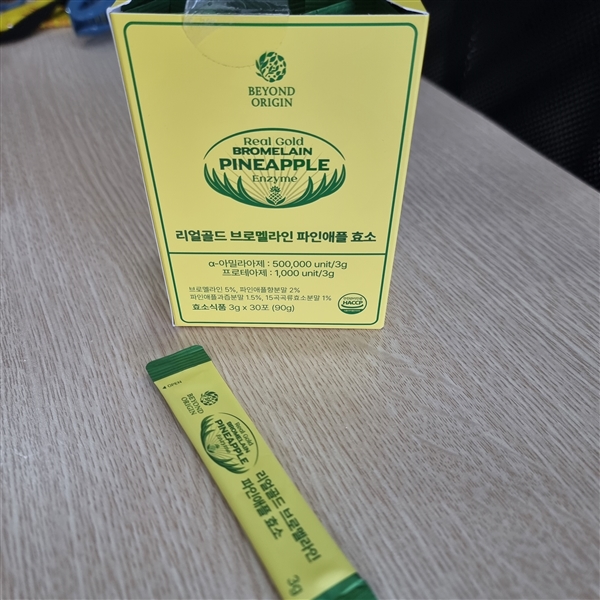 BEYOND
ORIGIN
Real Gold
BROMELAIN
PINEAPPLE
Enzyme
리얼골드 브로멜라인 파인애플 효소
α-아밀라아제 : 500,000 unit/3g
프로테아제 : 1,000 unit/3g
브로멜라인 5%, 파인애플향분말 2%
파인애플과즙분말 1.5%, 15곡곡류효소분말 1%
효소식품 3g x 30포 (90g)
HACCP
OPEN
BEYOND
ORIGIN
Real Gold
BROMELAIN
PINEAPPLE
Enzyme
리얼골드 브로멜라인
파인애플 효소
3g